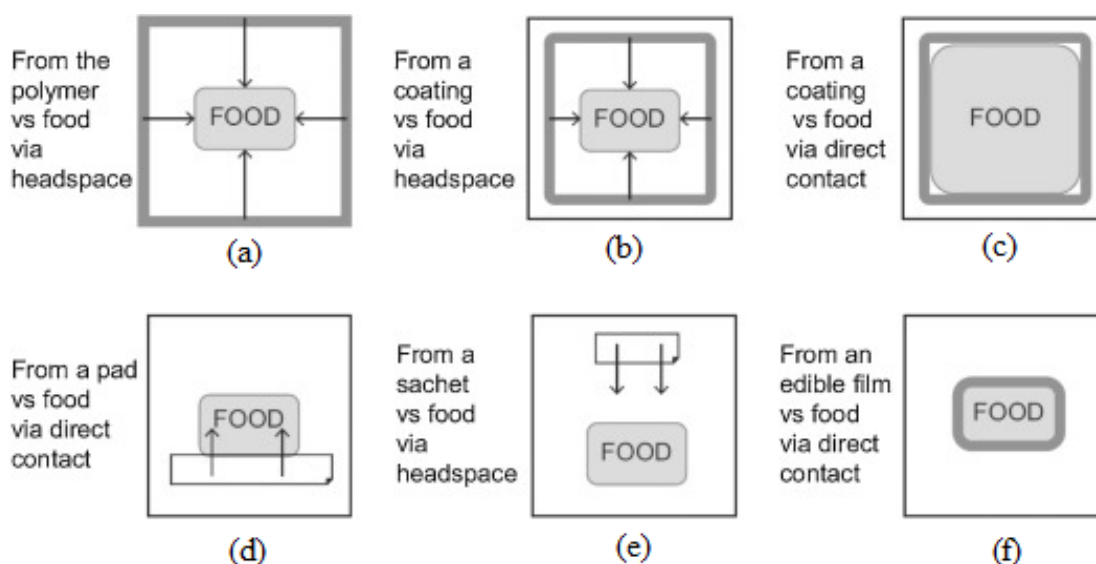 From the
polymer
vs food
via
headspace
FOOD
(a)
From a
coating
vs food
via
headspace
FOOD
(b)
From a
coating
vs food
via direct
contact
FOOD
(c)
From a pad
vs food
via direct
contact
FOOD
(d)
From a
sachet
vs food
via
headspace
FOOD
(e)
From an
edible film
vs food
via direct
contact
FOOD
(f)